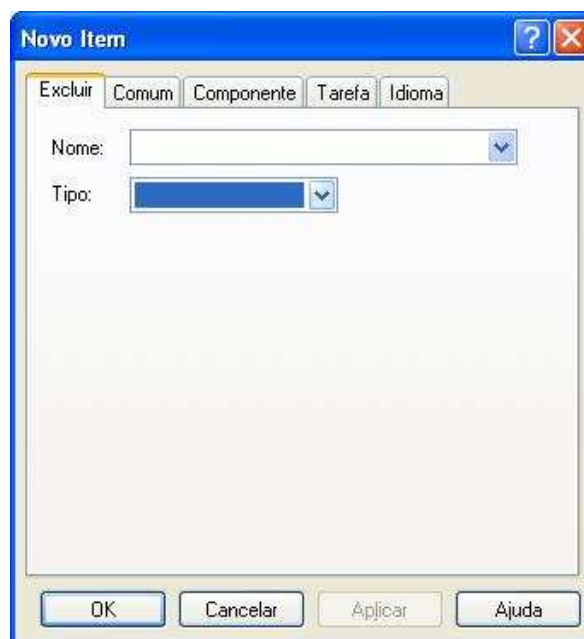 Novo Item
Excluir Comum Componente Tarefa Idioma
Nome:
Tipo:
OK Cancelar Aplicar Ajuda